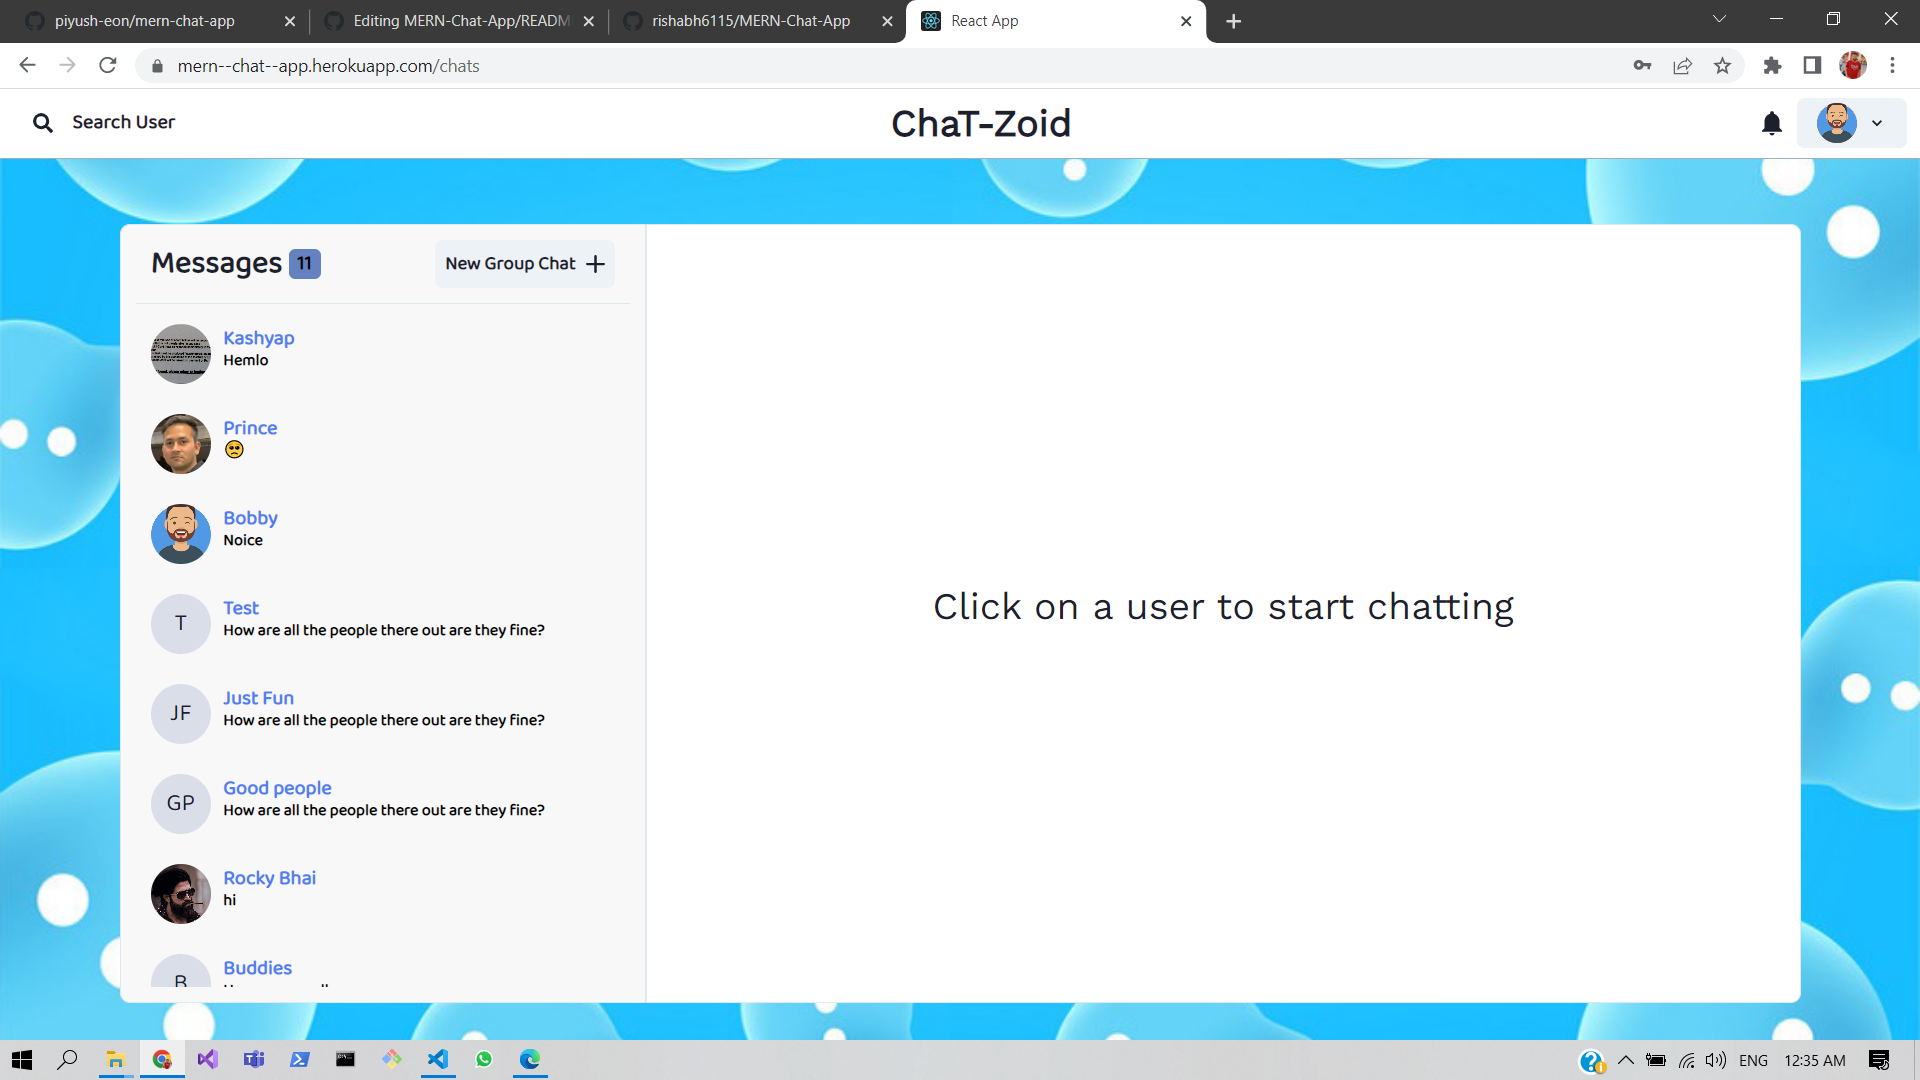 piyush-eon/mern-chat-app
Editing MERN-Chat-App/READM
rishabh6115/MERN-Chat-App
React App
mern--chat--app.herokuapp.com/chats
Search User
ChaT-Zoid
Messages 11
New Group Chat
Kashyap
Hemlo
Prince
Bobby
Noice
T
Test
How are all the people there out are they fine?
JF
Just Fun
How are all the people there out are they fine?
GP
Good people
How are all the people there out are they fine?
Rocky Bhai
hi
B
Buddies
Click on a user to start chatting
ENG
12:35 AM